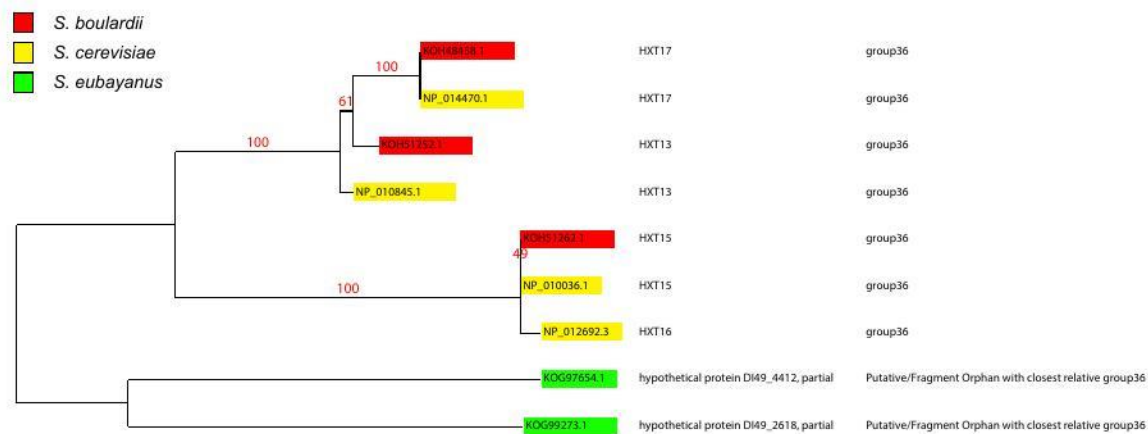 S. boulardii
S. cerevisiae
S. eubayanus
KOH48458.1 HXT17 group36
100
NP_014470.1 HXT17 group36
61
100
KOH51252.1 HXT13 group36
NP_010845.1 HXT13 group36
KOH51262.1 HXT15 group36
49
100
NP_010036.1 HXT15 group36
NP_012692.3 HXT16 group36
KOG97654.1 hypothetical protein DI49_4412, partial Putative/Fragment Orphan with closest relative group36
KOG99273.1 hypothetical protein DI49_2618, partial Putative/Fragment Orphan with closest relative group36